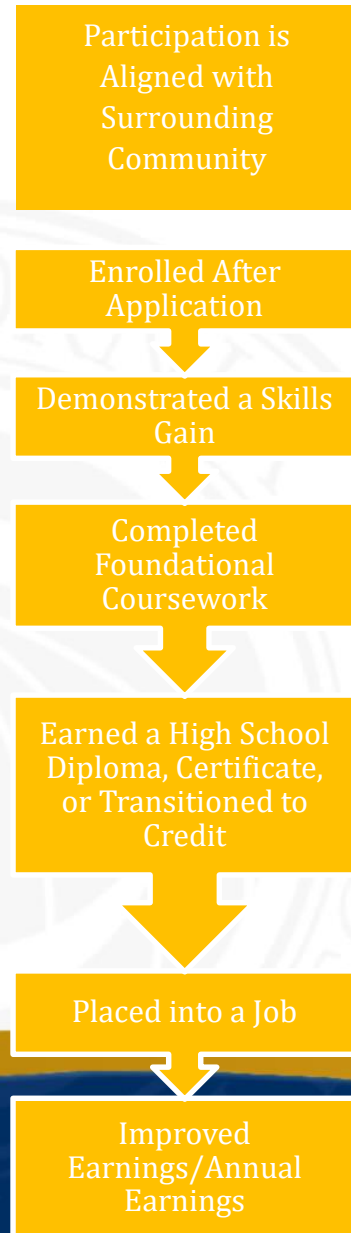 Participation is
Aligned with
Surrounding
Community
Enrolled After
Application
Demonstrated a Skills
Gain
Completed
Foundational
Coursework
Earned a High School
Diploma, Certificate,
or Transitioned to
Credit
Placed into a Job
Improved
Earnings/Annual
Earnings